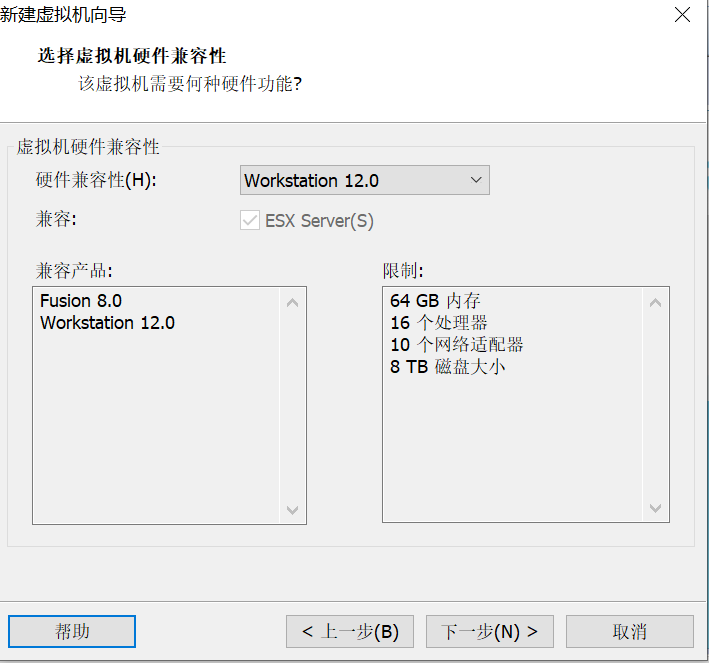 新建虚拟机向导
选择虚拟机硬件兼容性
该虚拟机需要何种硬件功能?
虚拟机硬件兼容性
硬件兼容性(H):
Workstation 12.0
兼容:
ESX Server(S)
兼容产品:
Fusion 8.0
Workstation 12.0
限制:
64 GB 内存
16 个处理器
10 个网络适配器
8 TB 磁盘大小
帮助
< 上一步(B)
下一步(N) >
取消